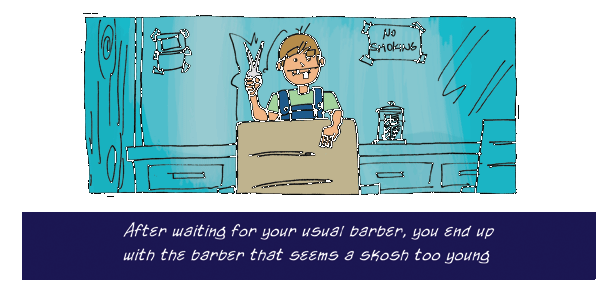 NO
SMOKING
After waiting for your usual barber, you end up
with the barber that seems a skosh too young